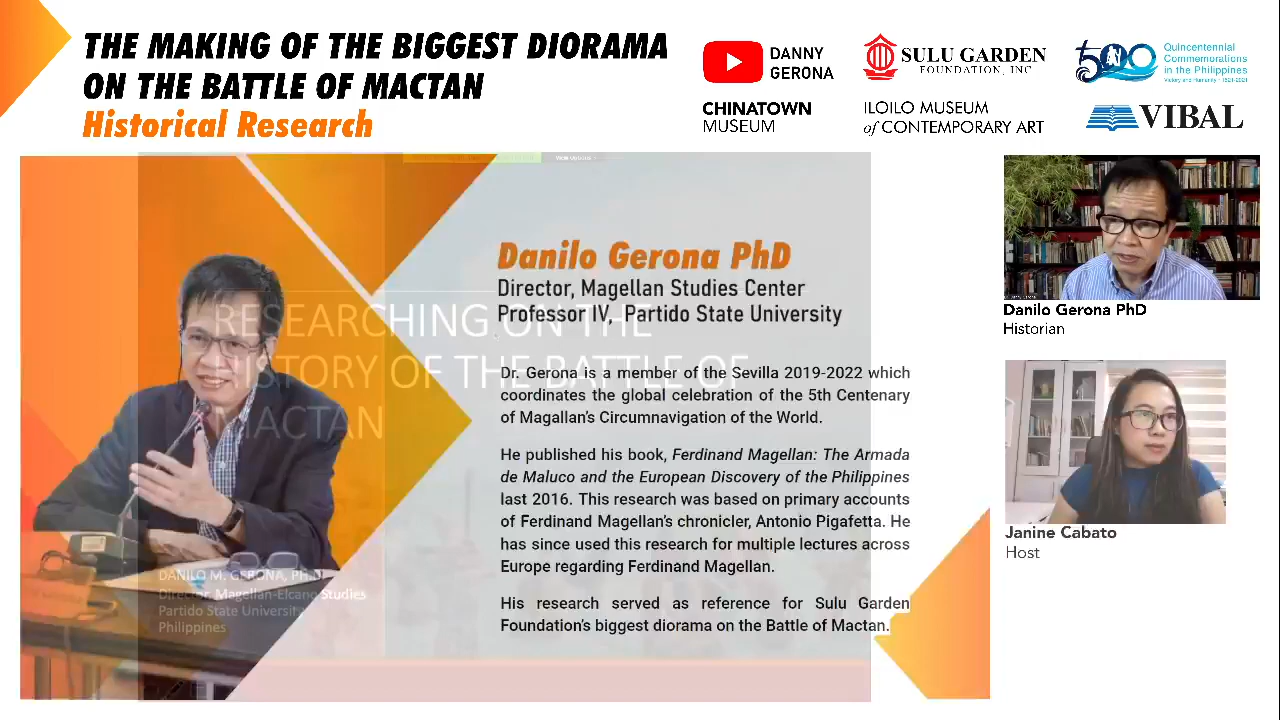 THE MAKING OF THE BIGGEST DIORAMA
ON THE BATTLE OF MACTAN
Historical Research
DANNY
GERONA
SULU GARDEN
FOUNDATION, INC
500
Quincentennial
Commemorations
in the Philippines
Victory and Humanity • 1521-2021
CHINATOWN
MUSEUM
ILOILO MUSEUM
of CONTEMPORARY ART
VIBAL
Danilo Gerona PhD
Director, Magellan Studies Center
Professor IV, Partido State University
RESEARCHING ON THE
HISTORY OF THE BATTLE OF
MACTAN
Dr. Gerona is a member of the Sevilla 2019-2022 which
coordinates the global celebration of the 5th Centenary
of Magallan's Circumnavigation of the World.
He published his book, Ferdinand Magellan: The Armada
de Maluco and the European Discovery of the Philippines
last 2016. This research was based on primary accounts
of Ferdinand Magellan's chronicler, Antonio Pigafetta. He
has since used this research for multiple lectures across
Europe regarding Ferdinand Magellan.
His research served as reference for Sulu Garden
Foundation's biggest diorama on the Battle of Mactan.
DANILO M. GERONA, PH.D
Director, Magellan-Elcano Studies
Partido State University
Philippines
Danilo Gerona PhD
Historian
Janine Cabato
Host